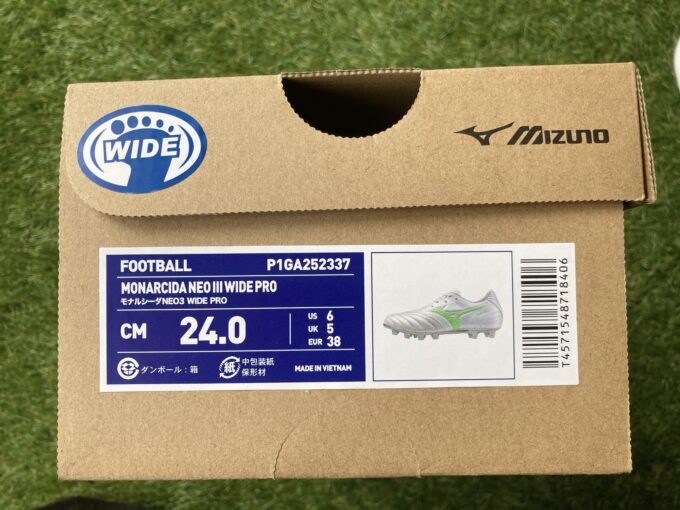 WIDE
MIZUNO
FOOTBALL P1GA252337
MONARCIDA NEO III WIDE PRO
モナルシーダNEO3 WIDE PRO
CM 24.0
US 6
UK 5
EUR 38
ダンボール：箱
紙 中包装紙
保形材
MADE IN VIETNAM
T4571548718406